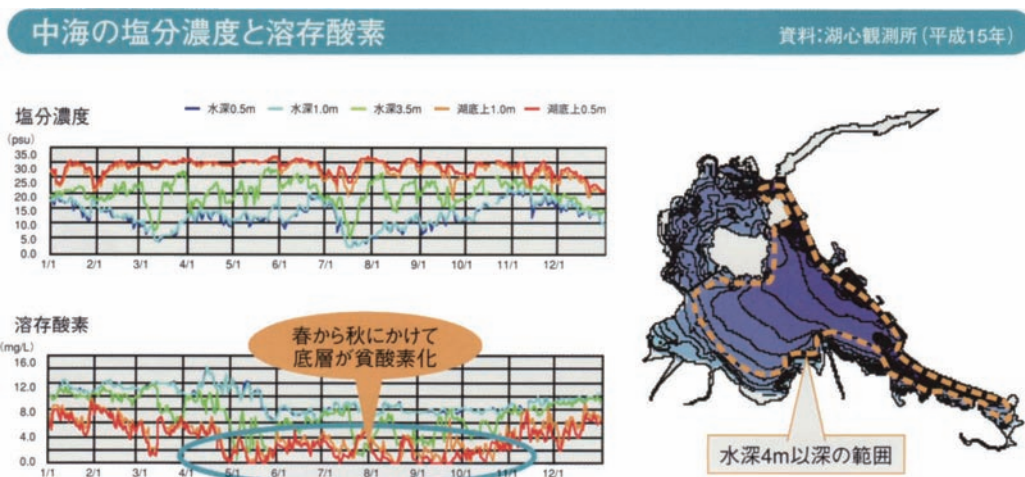 中海の塩分濃度と溶存酸素
資料:湖心観測所(平成15年)
塩分濃度
水深0.5m 水深1.0m 水深3.5m 湖底上1.0m 湖底上0.5m
(psu)
35.0
30.0
25.0
20.0
15.0
10.0
5.0
0.0
1/1 2/1 3/1 4/1 5/1 6/1 7/1 8/1 9/1 10/1 11/1 12/1
溶存酸素
(mg/L)
春から秋にかけて
底層が貧酸素化
16.0
12.0
8.0
4.0
0.0
1/1 2/1 3/1 4/1 5/1 6/1 7/1 8/1 9/1 10/1 11/1 12/1
水深4m以深の範囲